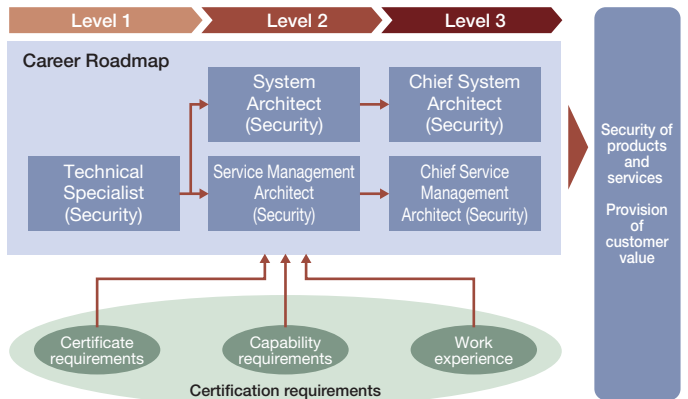 Level 1
Level 2
Level 3
Career Roadmap
System
Architect
(Security)
Chief System
Architect
(Security)
Technical
Specialist
(Security)
Service Management
Architect
(Security)
Chief Service
Management
Architect (Security)
Security of
products
and
services
Provision
of
customer
value
Certificate
requirements
Capability
requirements
Work
experience
Certification requirements